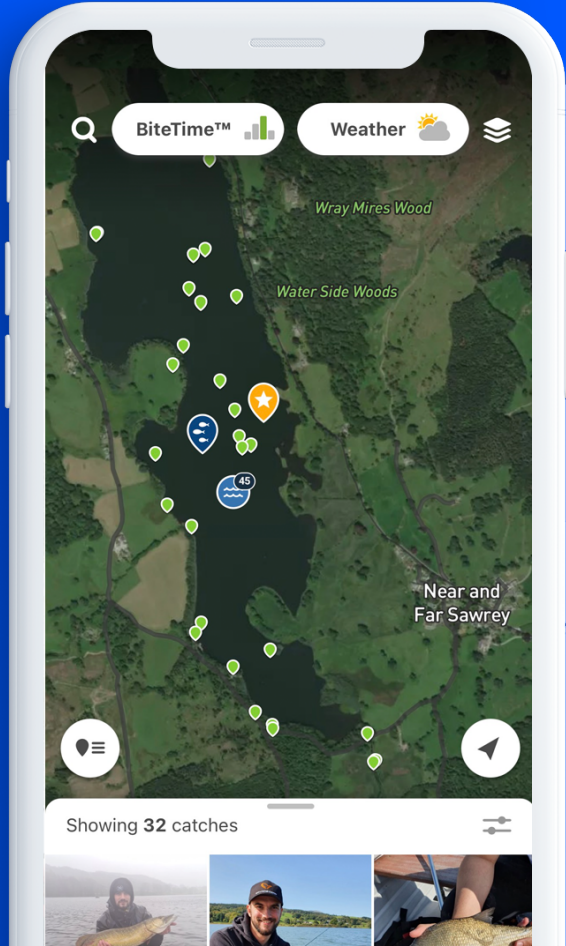 BiteTime™
Weather
Wray Mires Wood
Water Side Woods
45
Near and
Far Sawrey
Showing 32 catches